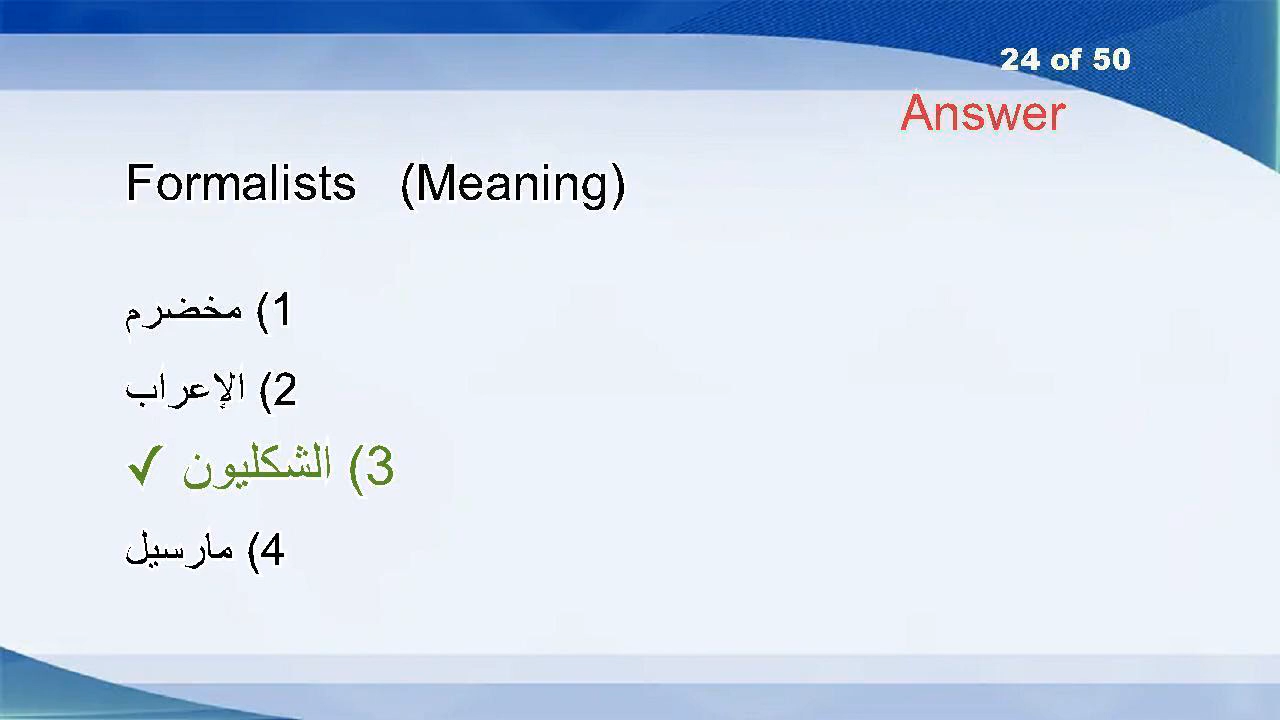 24 of 50
Answer
Formalists (Meaning)
1) مخضرم
2) الإعراب
3) الشكليون ✓
4) مارسيل